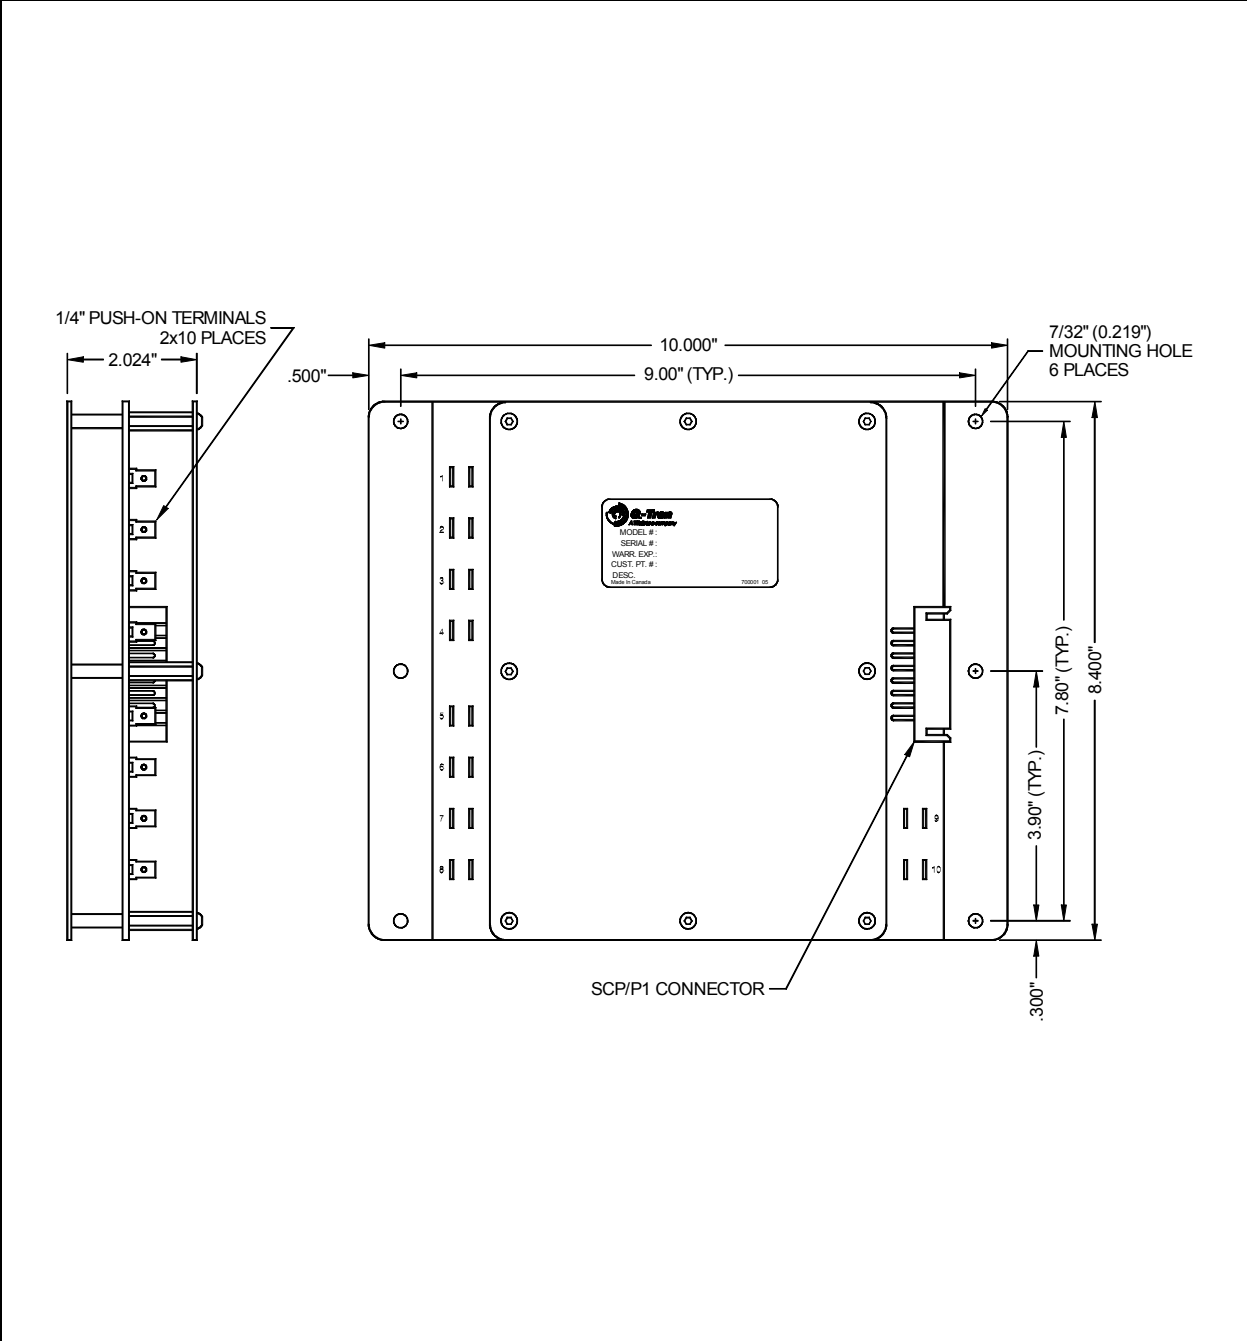 1/4" PUSH-ON TERMINALS
2x10 PLACES
2.024"
10.000"
.500"
9.00" (TYP.)
7/32" (0.219")
MOUNTING HOLE
6 PLACES
1
2
3
4
5
6
7
8
9
10
MODEL # :
SERIAL # :
WARR. EXP.:
CUST. PT. # :
DESC.
Made In Canada 700001 05
7.80" (TYP.)
8.400"
3.90" (TYP.)
.300"
SCP/P1 CONNECTOR